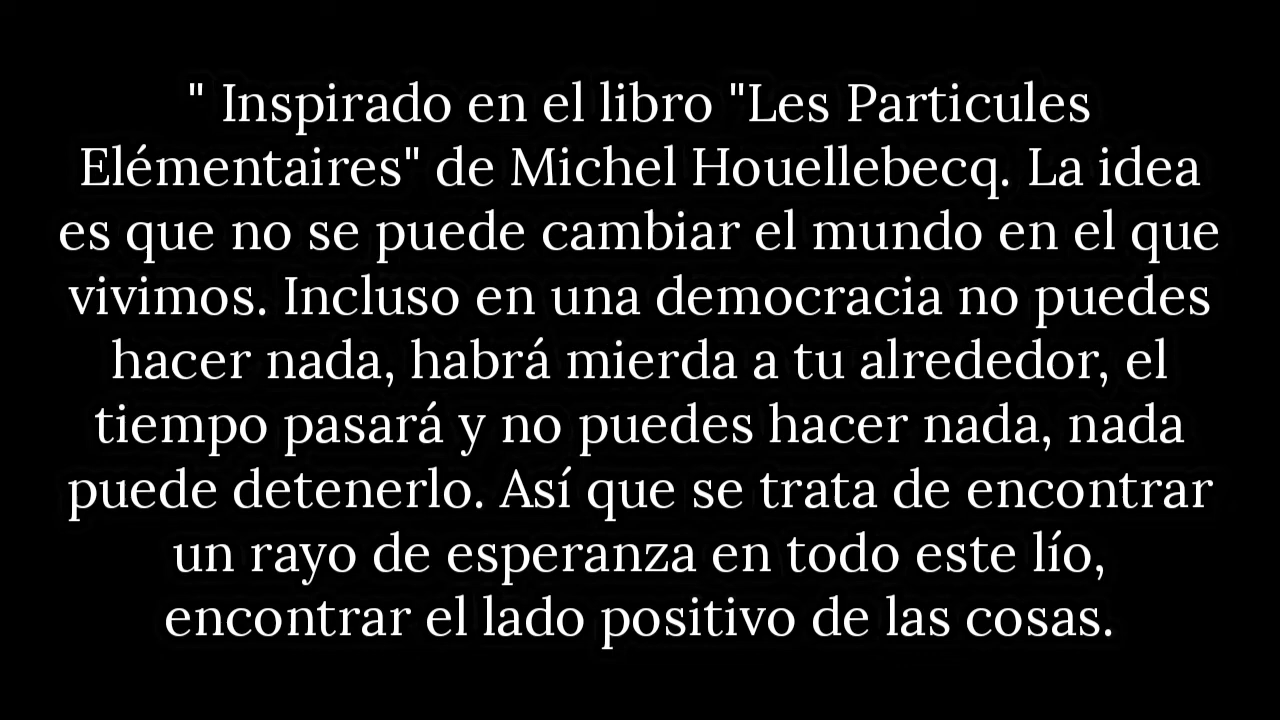 " Inspirado en el libro "Les Particules
Elémentaires" de Michel Houellebecq. La idea
es que no se puede cambiar el mundo en el que
vivimos. Incluso en una democracia no puedes
hacer nada, habrá mierda a tu alrededor, el
tiempo pasará y no puedes hacer nada, nada
puede detenerlo. Así que se trata de encontrar
un rayo de esperanza en todo este lío,
encontrar el lado positivo de las cosas.